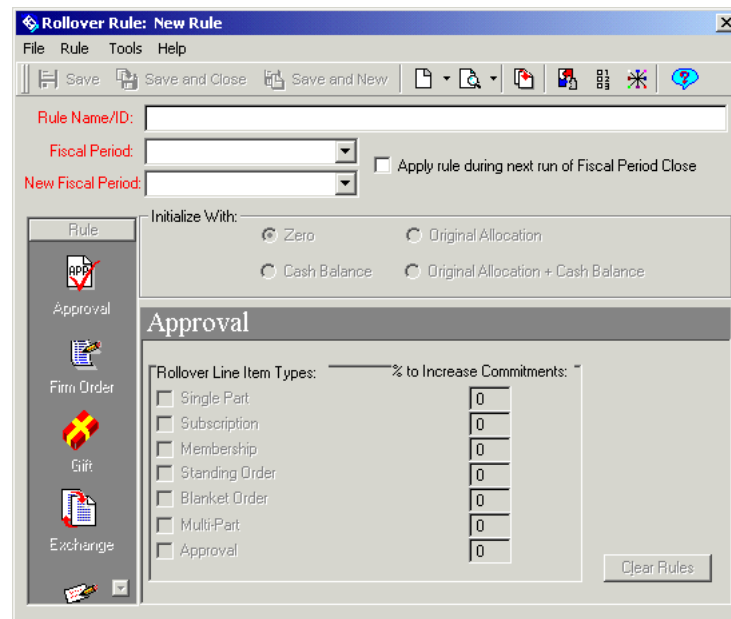 Rollover Rule: New Rule
File Rule Tools Help
Save Save and Close Save and New
Rule Name/ID:
Fiscal Period:
Apply rule during next run of Fiscal Period Close
New Fiscal Period:
Rule
Initialize With:
Zero Original Allocation
Cash Balance Original Allocation + Cash Balance
APP
Approval
Firm Order
Gift
Exchange
Approval
Rollover Line Item Types: % to Increase Commitments:
Single Part 0
Subscription 0
Membership 0
Standing Order 0
Blanket Order 0
Multi-Part 0
Approval 0
Clear Rules